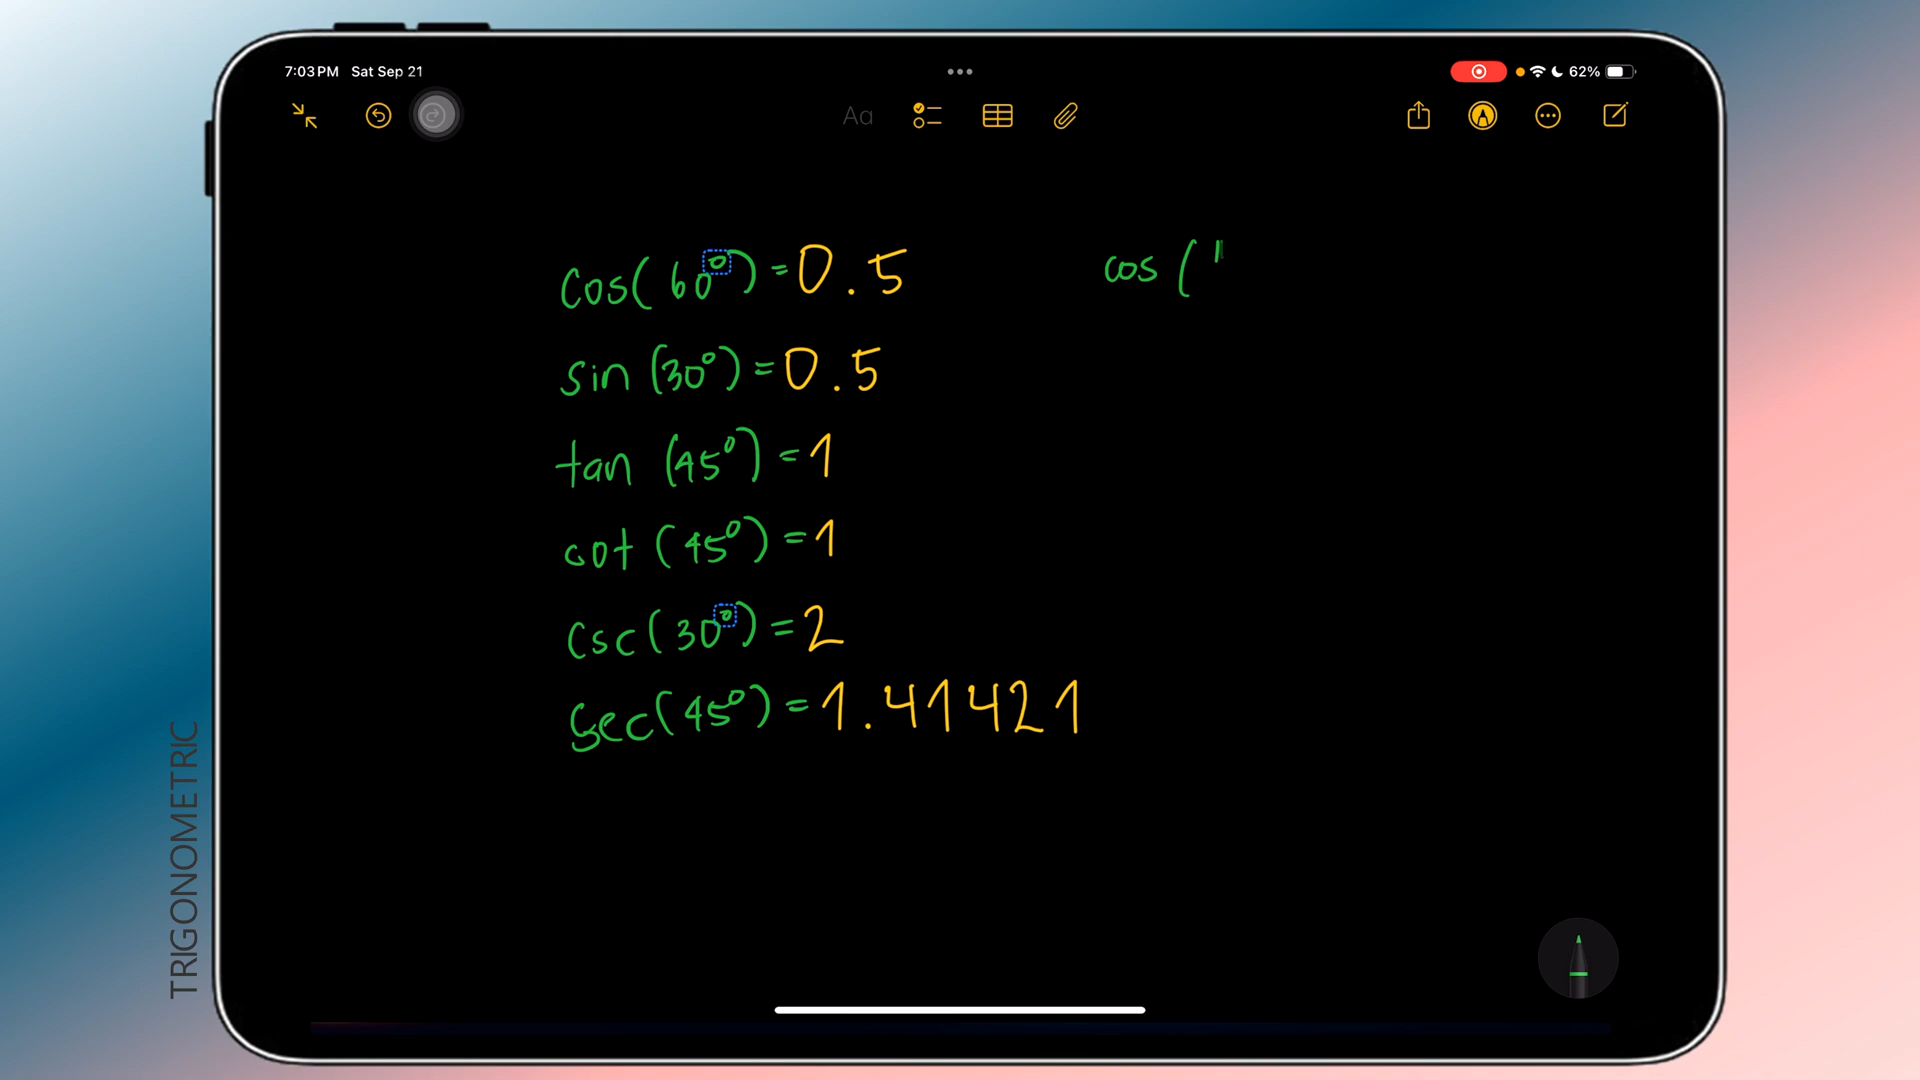 7:03 PM Sat Sep 21
62%
Aa
cos(60°) = 0.5
cos (
sin (30°) = 0.5
tan (45°) = 1
cot (45°) = 1
csc(30°) = 2
sec(45°) = 1.41421
TRIGONOMETRIC